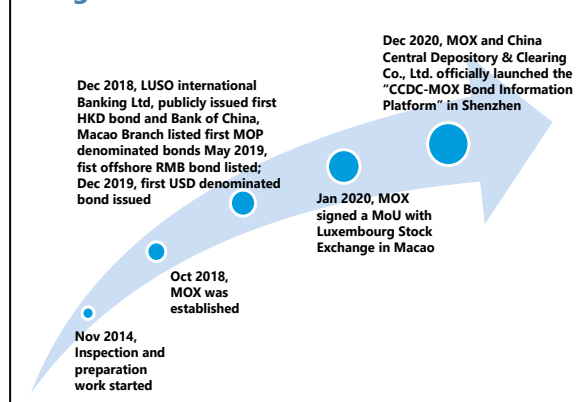 Dec 2020, MOX and China
Central Depository & Clearing
Co., Ltd. officially launched the
“CCDC-MOX Bond Information
Platform” in Shenzhen
Dec 2018, LUSO international
Banking Ltd, publicly issued first
HKD bond and Bank of China,
Macao Branch listed first MOP
denominated bonds May 2019,
fist offshore RMB bond listed;
Dec 2019, first USD denominated
bond issued
Jan 2020, MOX
signed a MoU with
Luxembourg Stock
Exchange in Macao
Oct 2018,
MOX was
established
Nov 2014,
Inspection and
preparation
work started